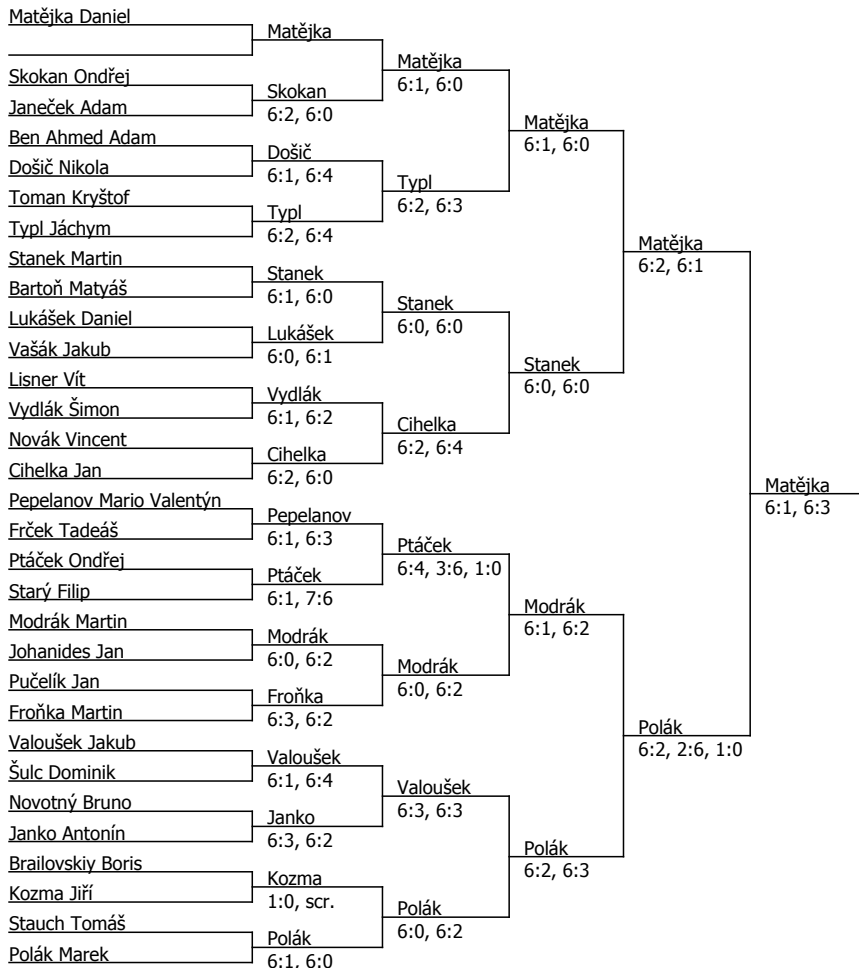 Matějka Daniel
Matějka
Matějka
6:1, 6:0
Skokan Ondřej
Skokan
6:2, 6:0
Janeček Adam
Matějka
6:1, 6:0
Ben Ahmed Adam
Došič
6:1, 6:4
Došič Nikola
Typl
6:2, 6:3
Toman Kryštof
Typl
6:2, 6:4
Typl Jáchym
Matějka
6:2, 6:1
Stanek Martin
Stanek
6:1, 6:0
Bartoň Matyáš
Stanek
6:0, 6:0
Lukášek Daniel
Lukášek
6:0, 6:1
Vašák Jakub
Stanek
6:0, 6:0
Lisner Vít
Vydlák
6:1, 6:2
Vydlák Šimon
Cihelka
6:2, 6:4
Novák Vincent
Cihelka
6:2, 6:0
Cihelka Jan
Matějka
6:1, 6:3
Pepelanov Mario Valentýn
Pepelanov
6:1, 6:3
Frček Tadeáš
Ptáček
6:4, 3:6, 1:0
Ptáček Ondřej
Ptáček
6:1, 7:6
Starý Filip
Modrák
6:1, 6:2
Modrák Martin
Modrák
6:0, 6:2
Johanides Jan
Modrák
6:0, 6:2
Pučelík Jan
Froňka
6:3, 6:2
Froňka Martin
Polák
6:2, 2:6, 1:0
Valoušek Jakub
Valoušek
6:1, 6:4
Šulc Dominik
Valoušek
6:3, 6:3
Novotný Bruno
Janko
6:3, 6:2
Janko Antonín
Polák
6:2, 6:3
Brailovskiy Boris
Kozma
1:0, scr.
Kozma Jiří
Polák
6:0, 6:2
Stauch Tomáš
Polák
6:1, 6:0
Polák Marek